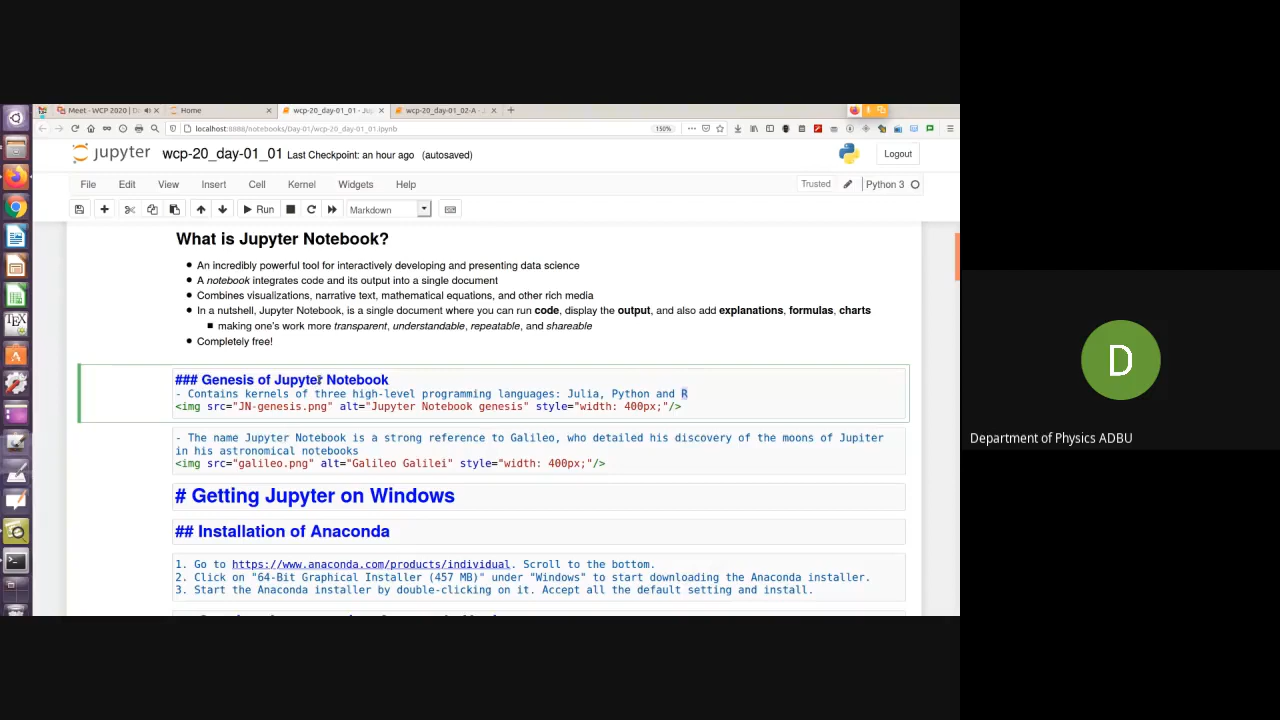 Meet - WCP 2020 | D
Home
wcp-20_day-01_01 - Ju
wcp-20_day-01_02-A - J
localhost:8888/notebooks/Day-01/wcp-20_day-01_01.ipynb
150%
jupyter wcp-20_day-01_01 Last Checkpoint: an hour ago (autosaved)
Logout
File Edit View Insert Cell Kernel Widgets Help
Trusted Python 3
Run Markdown
What is Jupyter Notebook?
An incredibly powerful tool for interactively developing and presenting data science
A notebook integrates code and its output into a single document
Combines visualizations, narrative text, mathematical equations, and other rich media
In a nutshell, Jupyter Notebook, is a single document where you can run code, display the output, and also add explanations, formulas, charts
making one's work more transparent, understandable, repeatable, and shareable
Completely free!
### Genesis of Jupyter Notebook
- Contains kernels of three high-level programming languages: Julia, Python and R
<img src="JN-genesis.png" alt="Jupyter Notebook genesis" style="width: 400px;"/>
- The name Jupyter Notebook is a strong reference to Galileo, who detailed his discovery of the moons of Jupiter
in his astronomical notebooks
<img src="galileo.png" alt="Galileo Galilei" style="width: 400px;"/>
# Getting Jupyter on Windows
## Installation of Anaconda
1. Go to https://www.anaconda.com/products/individual. Scroll to the bottom.
2. Click on "64-Bit Graphical Installer (457 MB)" under "Windows" to start downloading the Anaconda installer.
3. Start the Anaconda installer by double-clicking on it. Accept all the default setting and install.
D
Department of Physics ADBU